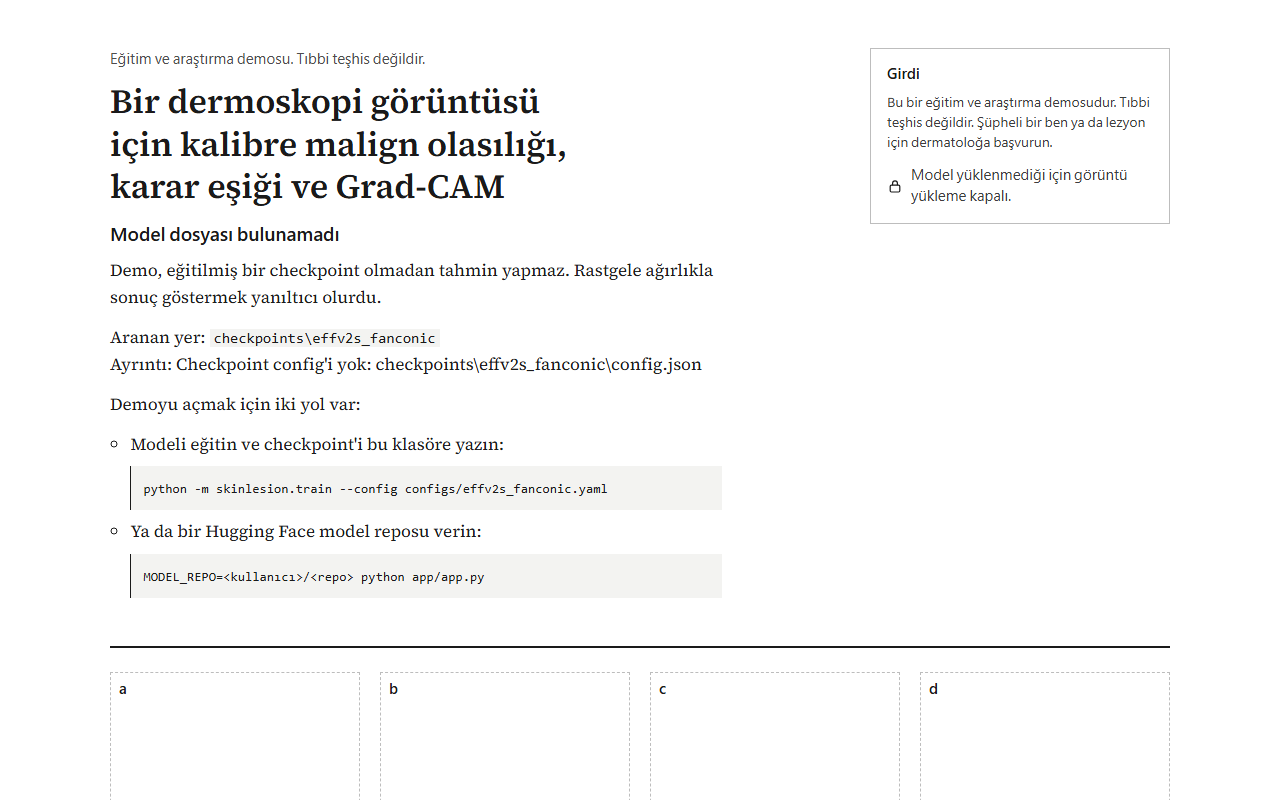 Eğitim ve araştırma demosu. Tıbbi teşhis değildir.
Bir dermoskopi görüntüsü
için kalibre malign olasılığı,
karar eşiği ve Grad-CAM
Model dosyası bulunamadı
Demo, eğitilmiş bir checkpoint olmadan tahmin yapmaz. Rastgele ağırlıkla
sonuç göstermek yanıltıcı olurdu.
Aranan yer: checkpoints\effv2s_fanconic
Ayrıntı: Checkpoint config'i yok: checkpoints\effv2s_fanconic\config.json
Demoyu açmak için iki yol var:
Modeli eğitin ve checkpoint'i bu klasöre yazın:
python -m skinlesion.train --config configs/effv2s_fanconic.yaml
Ya da bir Hugging Face model reposu verin:
MODEL_REPO=<kullanıcı>/<repo> python app/app.py
Girdi
Bu bir eğitim ve araştırma demosudur. Tıbbi
teşhis değildir. Şüpheli bir ben ya da lezyon
için dermatoloğa başvurun.
Model yüklenmediği için görüntü
yükleme kapalı.
a
b
c
d